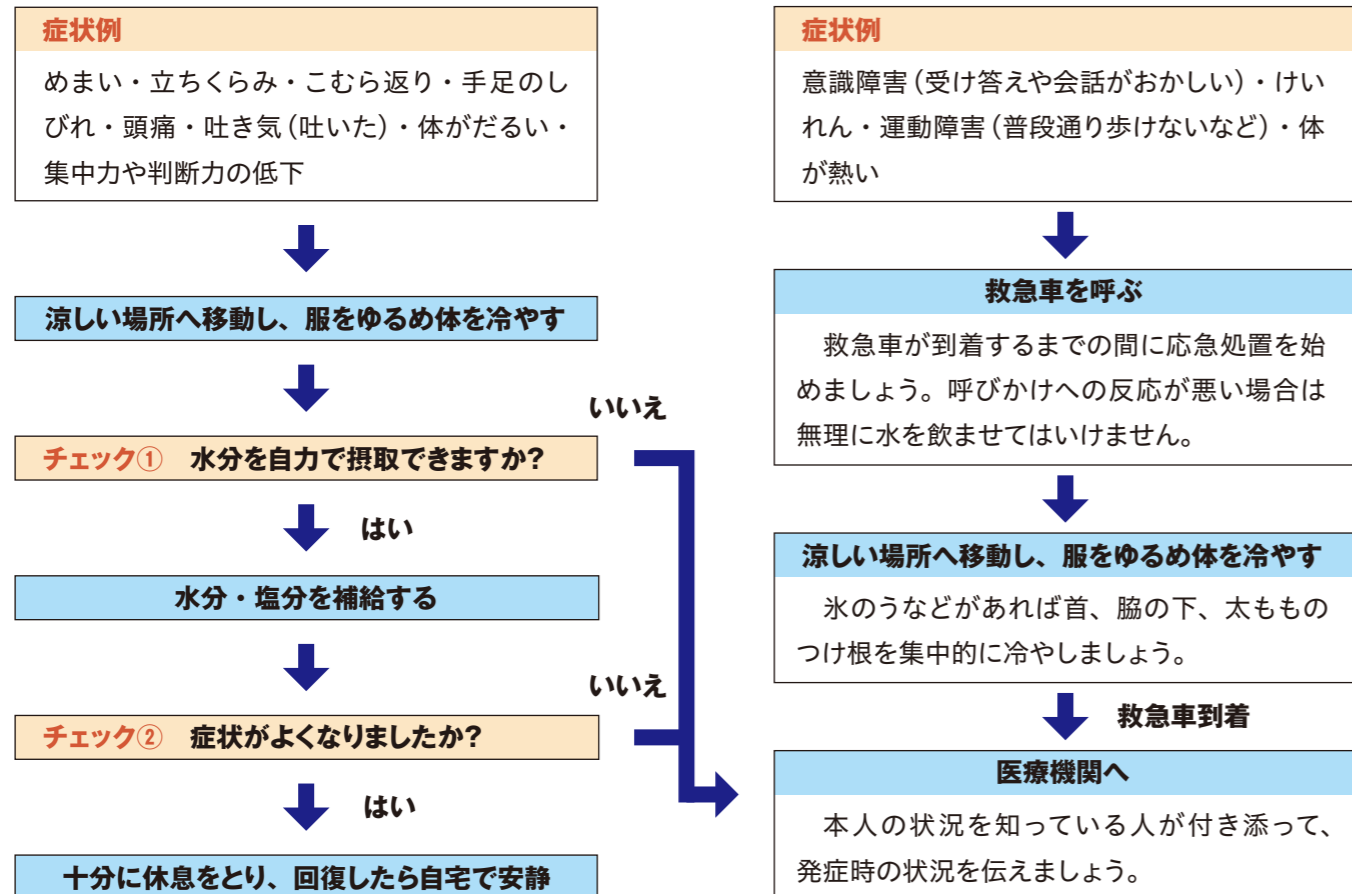 症状例
めまい・立ちくらみ・こむら返り・手足のし
びれ・頭痛・吐き気(吐いた)・体がだるい・
集中力や判断力の低下
涼しい場所へ移動し、服をゆるめ体を冷やす
いいえ
チェック① 水分を自力で摂取できますか?
はい
水分・塩分を補給する
いいえ
チェック② 症状がよくなりましたか?
はい
十分に休息をとり、回復したら自宅で安静
症状例
意識障害(受け答えや会話がおかしい)・けい
れん・運動障害(普段通り歩けないなど)・体
が熱い
救急車を呼ぶ
救急車が到着するまでの間に応急処置を始
めましょう。呼びかけへの反応が悪い場合は
無理に水を飲ませてはいけません。
涼しい場所へ移動し、服をゆるめ体を冷やす
氷のうなどがあれば首、脇の下、太ももの
つけ根を集中的に冷やしましょう。
救急車到着
医療機関へ
本人の状況を知っている人が付き添って、
発症時の状況を伝えましょう。